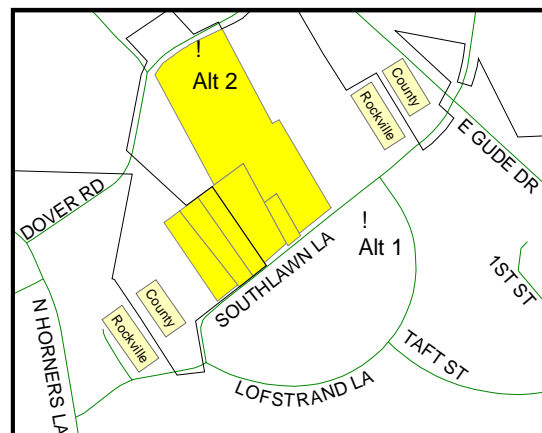 !
Alt 2
County
Rockville
E GUDE DR
DOVER RD
!
Alt 1
SOUTHLAWN LA
1ST ST
County
Rockville
N HORNERS LA
TAFT ST
LOFSTRAND LA